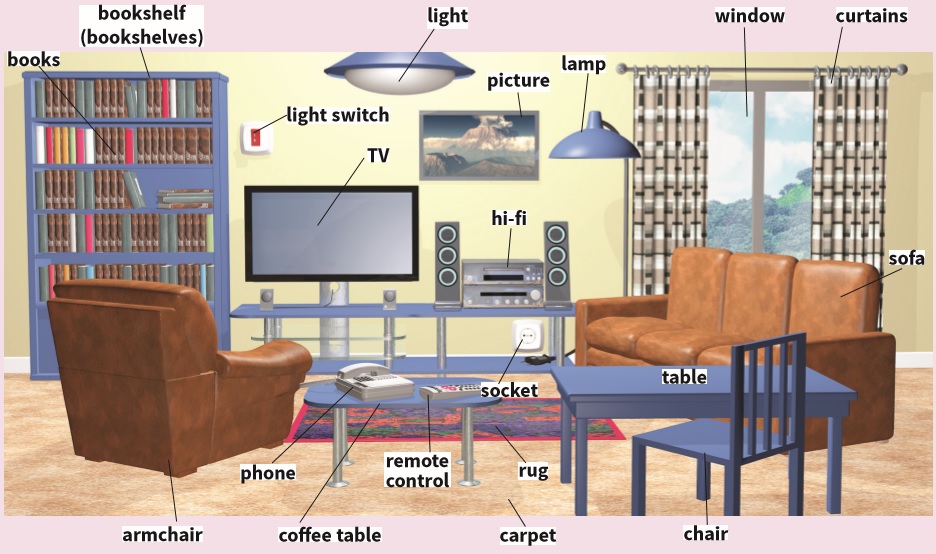 bookshelf
(bookshelves)
light
window
curtains
books
lamp
picture
light switch
TV
hi-fi
sofa
table
socket
phone
remote
control
rug
armchair
coffee table
carpet
chair